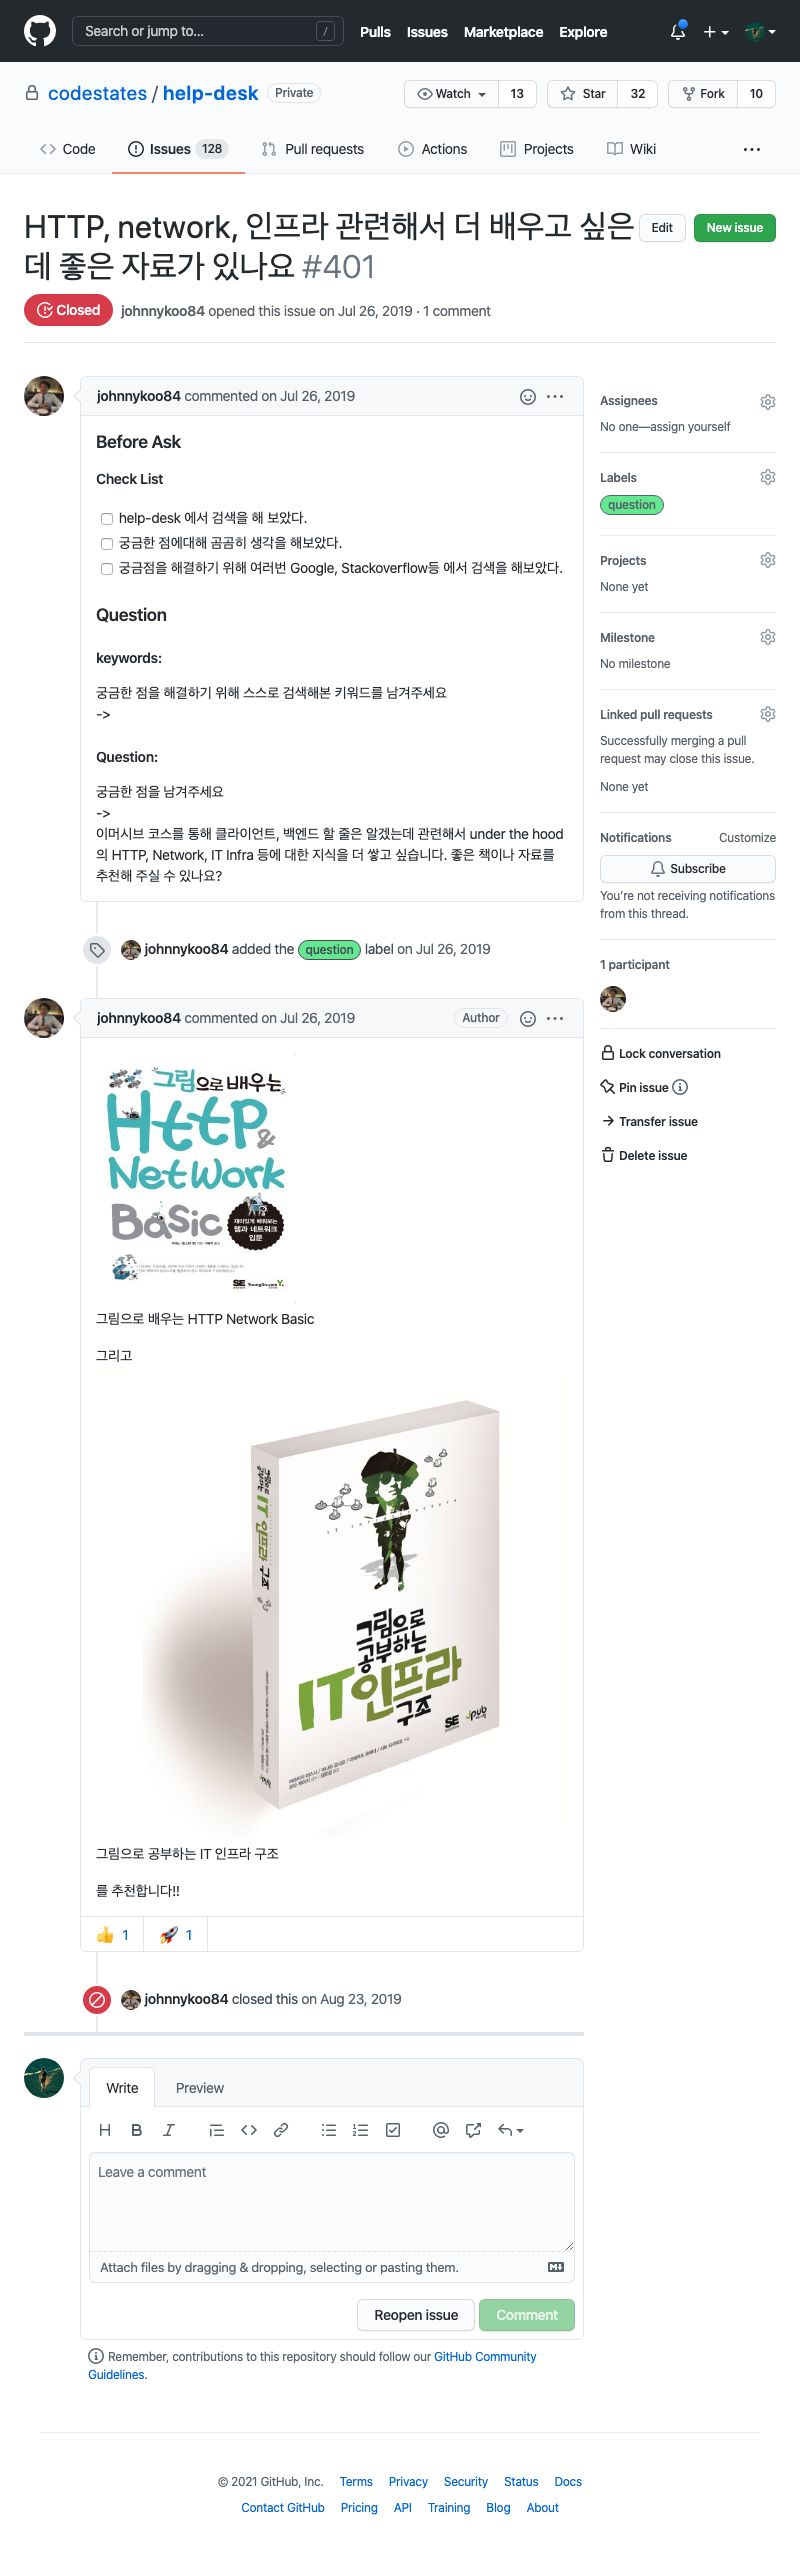 Search or jump to... /
Pulls Issues Marketplace Explore
codestates / help-desk Private
Watch 13 Star 32 Fork 10
Code Issues 128 Pull requests Actions Projects Wiki
HTTP, network, 인프라 관련해서 더 배우고 싶은
데 좋은 자료가 있나요 #401
Edit New issue
Closed johnnykoo84 opened this issue on Jul 26, 2019 · 1 comment
johnnykoo84 commented on Jul 26, 2019
Before Ask
Check List
help-desk 에서 검색을 해 보았다.
궁금한 점에대해 곰곰히 생각을 해보았다.
궁금점을 해결하기 위해 여러번 Google, Stackoverflow등 에서 검색을 해보았다.
Question
keywords:
궁금한 점을 해결하기 위해 스스로 검색해본 키워드를 남겨주세요
->
Question:
궁금한 점을 남겨주세요
->
이머시브 코스를 통해 클라이언트, 백엔드 할 줄은 알겠는데 관련해서 under the hood
의 HTTP, Network, IT Infra 등에 대한 지식을 더 쌓고 싶습니다. 좋은 책이나 자료를
추천해 주실 수 있나요?
Assignees
No one—assign yourself
Labels
question
Projects
None yet
Milestone
No milestone
Linked pull requests
Successfully merging a pull
request may close this issue.
None yet
Notifications Customize
Subscribe
You're not receiving notifications
from this thread.
1 participant
Lock conversation
Pin issue
Transfer issue
Delete issue
johnnykoo84 added the question label on Jul 26, 2019
johnnykoo84 commented on Jul 26, 2019 Author
그림으로 배우는
HTTP &
Network
Basic
재미있게 배워보는
웹과 네트워크
입문
SE YoungJin.com Y.
그림으로 배우는 HTTP Network Basic
그리고
그림으로 공부하는 IT 인프라 구조
그림으로
공부하는
IT인프라
구조
SE Jpub
Jpub
그림으로 공부하는 IT 인프라 구조
를 추천합니다!!
1 1
johnnykoo84 closed this on Aug 23, 2019
Write Preview
Leave a comment
Attach files by dragging & dropping, selecting or pasting them.
Reopen issue Comment
Remember, contributions to this repository should follow our GitHub Community
Guidelines.
© 2021 GitHub, Inc. Terms Privacy Security Status Docs
Contact GitHub Pricing API Training Blog About